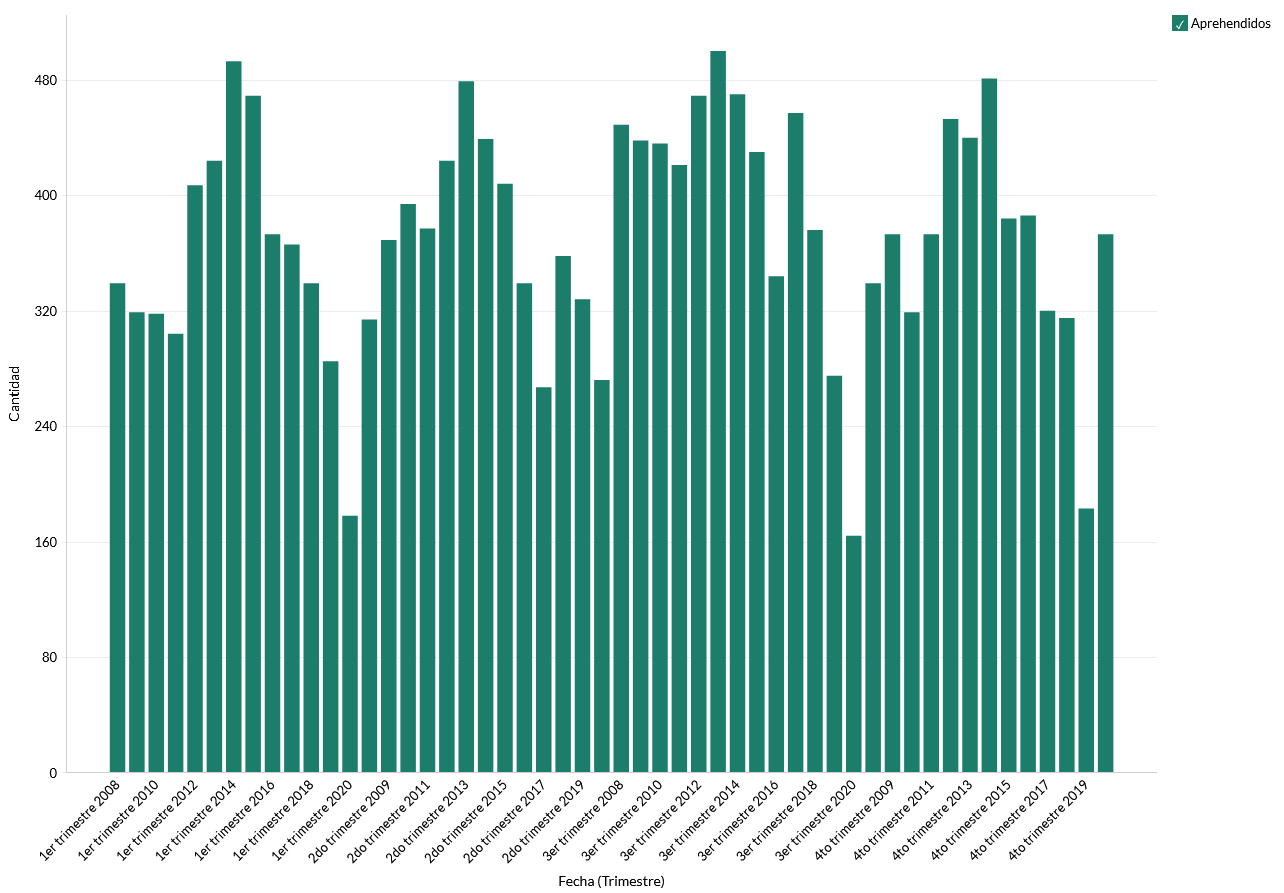 Aprehendidos
480
400
320
240
160
80
0
Cantidad
1er trimestre 2008
1er trimestre 2010
1er trimestre 2012
1er trimestre 2014
1er trimestre 2016
1er trimestre 2018
1er trimestre 2020
2do trimestre 2009
2do trimestre 2011
2do trimestre 2013
2do trimestre 2015
2do trimestre 2017
2do trimestre 2019
3er trimestre 2008
3er trimestre 2010
3er trimestre 2012
3er trimestre 2014
3er trimestre 2016
3er trimestre 2018
3er trimestre 2020
4to trimestre 2009
4to trimestre 2011
4to trimestre 2013
4to trimestre 2015
4to trimestre 2017
4to trimestre 2019
Fecha (Trimestre)